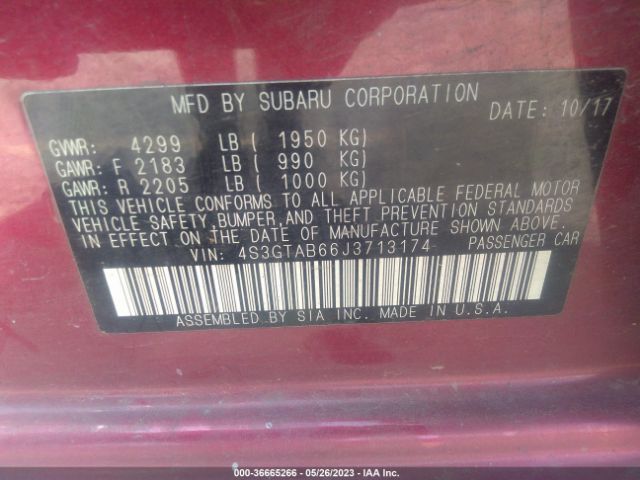 MFD BY SUBARU CORPORATION DATE: 10/17
GVWR: 4299 LB ( 1950 KG)
GAWR: F 2183 LB ( 990 KG)
GAWR: R 2205 LB ( 1000 KG)
THIS VEHICLE CONFORMS TO ALL APPLICABLE FEDERAL MOTOR
VEHICLE SAFETY, BUMPER, AND THEFT PREVENTION STANDARDS
IN EFFECT ON THE DATE OF MANUFACTURE SHOWN ABOVE.
VIN: 4S3GTAB66J3713174 PASSENGER CAR
ASSEMBLED BY SIA INC. MADE IN U.S.A.
000-36665266 - 05/26/2023 - IAA Inc.